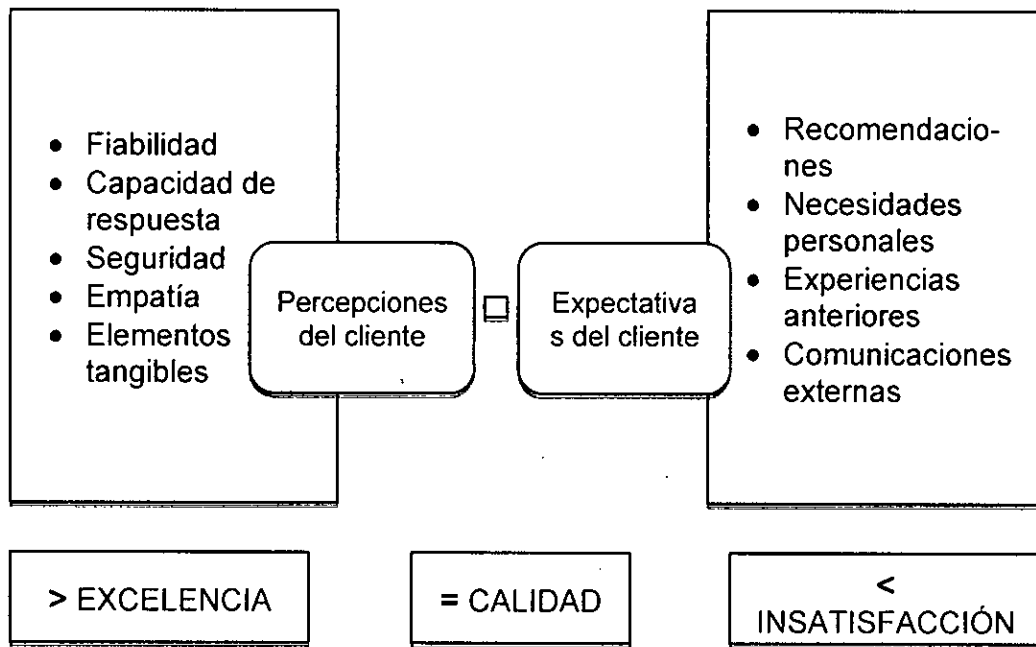 • Fiabilidad
• Capacidad de
respuesta
• Seguridad
• Empatía
• Elementos
tangibles
Percepciones
del cliente
Expectativa
s del cliente
• Recomendacio-
nes
• Necesidades
personales
• Experiencias
anteriores
• Comunicaciones
externas
> EXCELENCIA
= CALIDAD
<
INSATISFACCIÓN